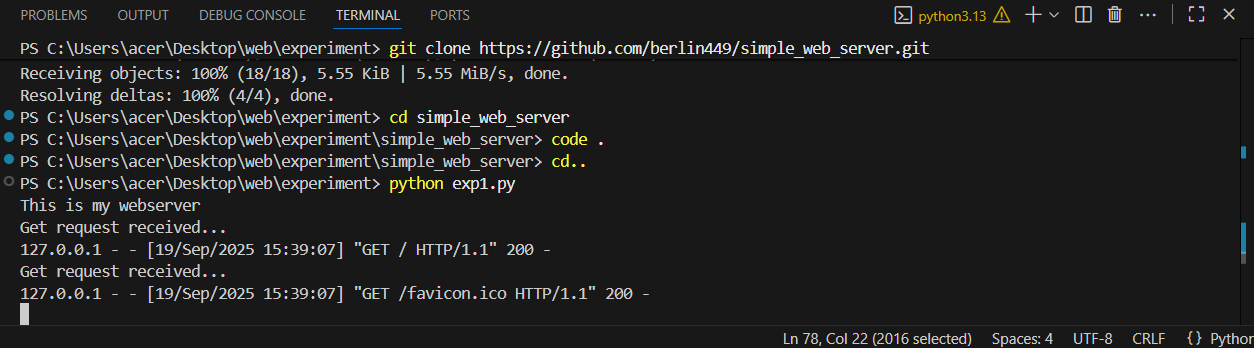 PROBLEMS OUTPUT DEBUG CONSOLE TERMINAL PORTS python3.13
PS C:\Users\acer\Desktop\web\experiment> git clone https://github.com/berlin449/simple_web_server.git
Receiving objects: 100% (18/18), 5.55 KiB | 5.55 MiB/s, done.
Resolving deltas: 100% (4/4), done.
PS C:\Users\acer\Desktop\web\experiment> cd simple_web_server
PS C:\Users\acer\Desktop\web\experiment\simple_web_server> code .
PS C:\Users\acer\Desktop\web\experiment\simple_web_server> cd..
PS C:\Users\acer\Desktop\web\experiment> python exp1.py
This is my webserver
Get request received...
127.0.0.1 - - [19/Sep/2025 15:39:07] "GET / HTTP/1.1" 200 -
Get request received...
127.0.0.1 - - [19/Sep/2025 15:39:07] "GET /favicon.ico HTTP/1.1" 200 -
Ln 78, Col 22 (2016 selected) Spaces: 4 UTF-8 CRLF {} Python